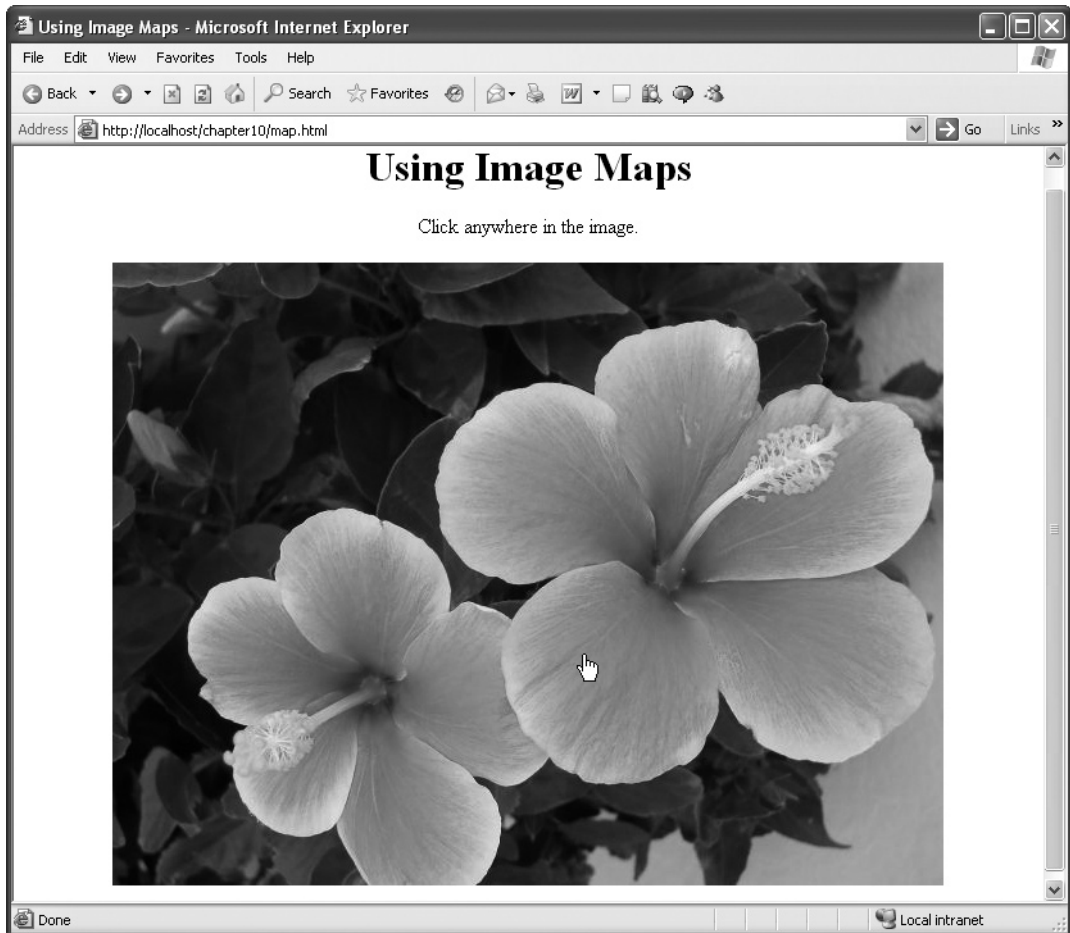 Using Image Maps - Microsoft Internet Explorer
File Edit View Favorites Tools Help
Back Search Favorites W
Address http://localhost/chapter10/map.html Go Links »
Using Image Maps
Click anywhere in the image.
Done Local intranet